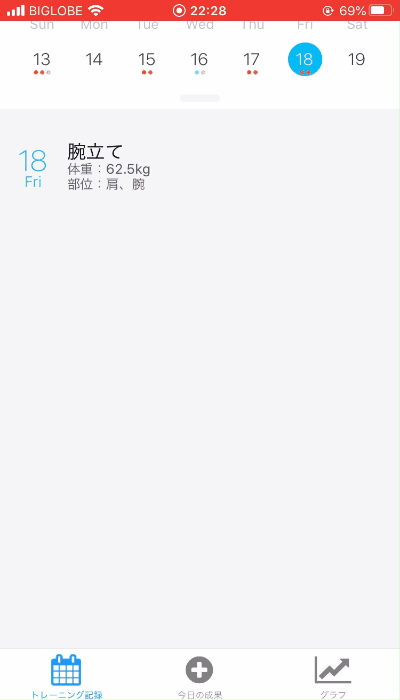 BIGLOBE 22:28 69%
Sun Mon Tue Wed Thu Fri Sat
13 14 15 16 17 18 19
18
Fri
腕立て
体重：62.5kg
部位：肩、腕
トレーニング記録 今日の成果 グラフ